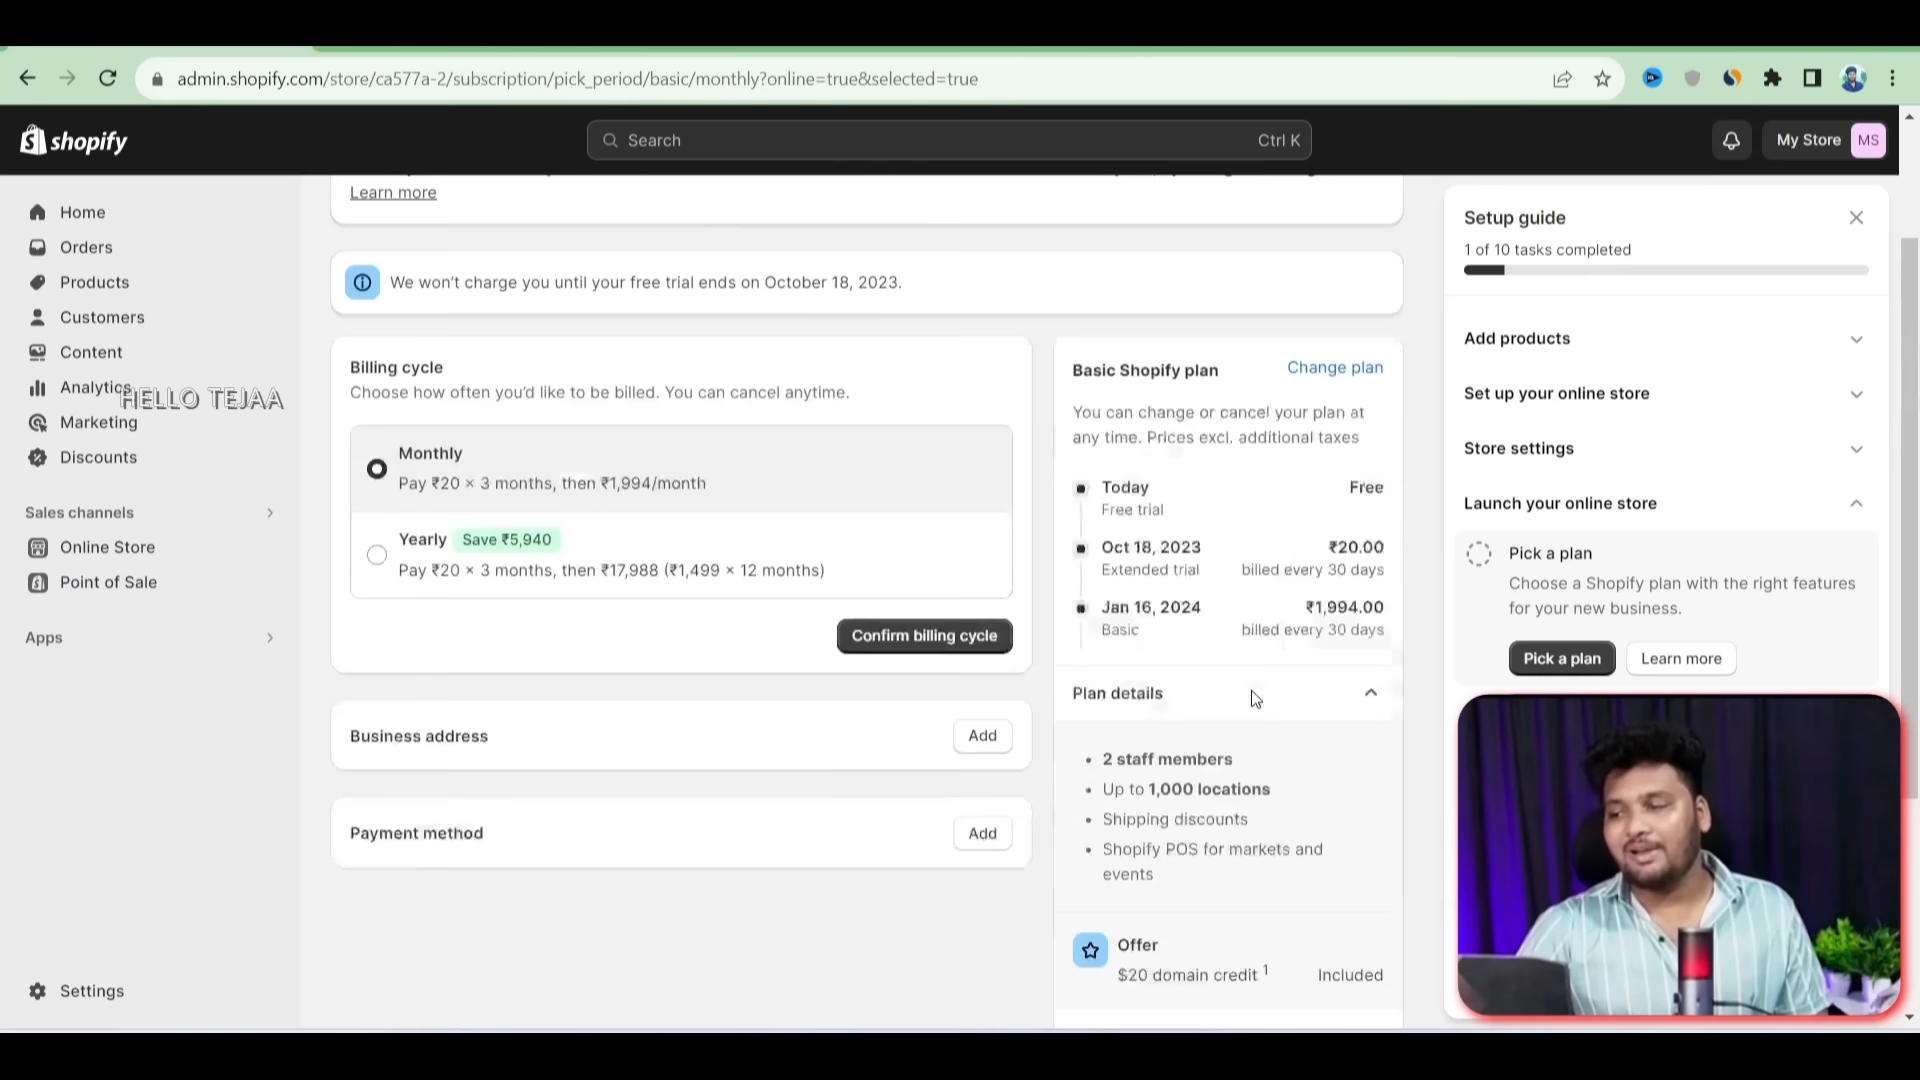 admin.shopify.com/store/ca577a-2/subscription/pick_period/basic/monthly?online=true&selected=true
shopify
Search
Ctrl K
My Store
MS
Home
Orders
Products
Customers
Content
Analytics
HELLO TEJAA
Marketing
Discounts
Sales channels
Online Store
Point of Sale
Apps
Settings
Learn more
We won't charge you until your free trial ends on October 18, 2023.
Billing cycle
Choose how often you'd like to be billed. You can cancel anytime.
Monthly
Pay ₹20 × 3 months, then ₹1,994/month
Yearly Save ₹5,940
Pay ₹20 × 3 months, then ₹17,988 (₹1,499 × 12 months)
Confirm billing cycle
Business address
Add
Payment method
Add
Basic Shopify plan
Change plan
You can change or cancel your plan at
any time. Prices excl. additional taxes
Today Free
Free trial
Oct 18, 2023 ₹20.00
Extended trial billed every 30 days
Jan 16, 2024 ₹1,994.00
Basic billed every 30 days
Plan details
• 2 staff members
• Up to 1,000 locations
• Shipping discounts
• Shopify POS for markets and
events
Offer
$20 domain credit 1 Included
Setup guide
1 of 10 tasks completed
Add products
Set up your online store
Store settings
Launch your online store
Pick a plan
Choose a Shopify plan with the right features
for your new business.
Pick a plan
Learn more